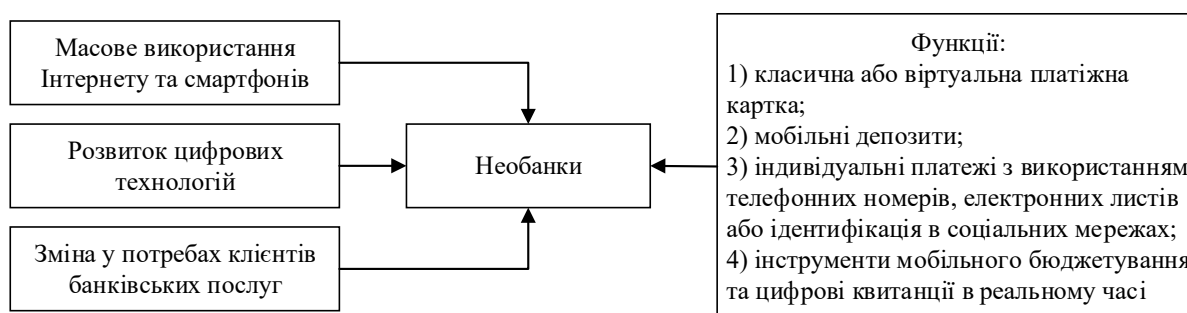 Масове використання
Інтернету та смартфонів
Розвиток цифрових
технологій
Зміна у потребах клієнтів
банківських послуг
Необанки
Функції:
1) класична або віртуальна платіжна
картка;
2) мобільні депозити;
3) індивідуальні платежі з використанням
телефонних номерів, електронних листів
або ідентифікація в соціальних мережах;
4) інструменти мобільного бюджетування
та цифрові квитанції в реальному часі